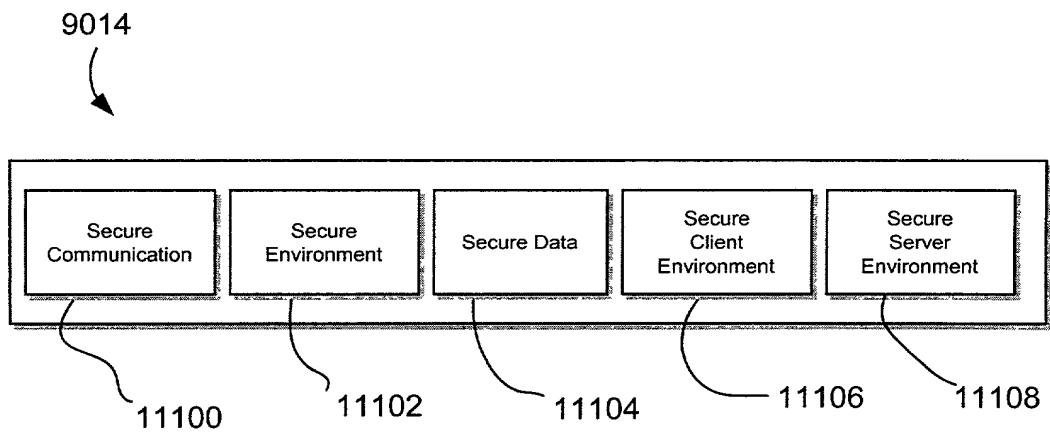 9014
Secure
Communication
Secure
Environment
Secure Data
Secure
Client
Environment
Secure
Server
Environment
11100
11102
11104
11106
11108